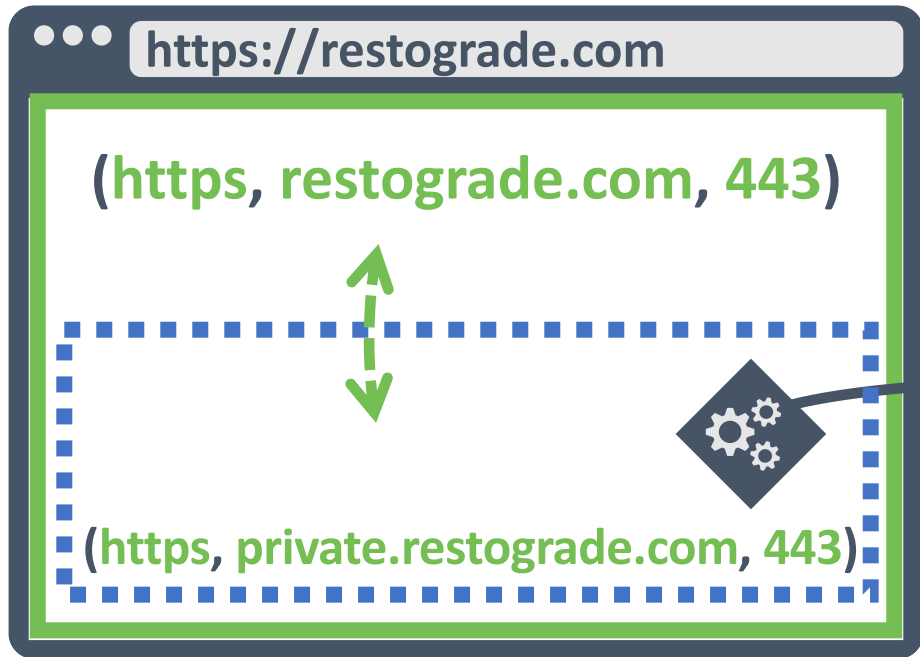 https://restograde.com
(https, restograde.com, 443)
(https, private.restograde.com, 443)